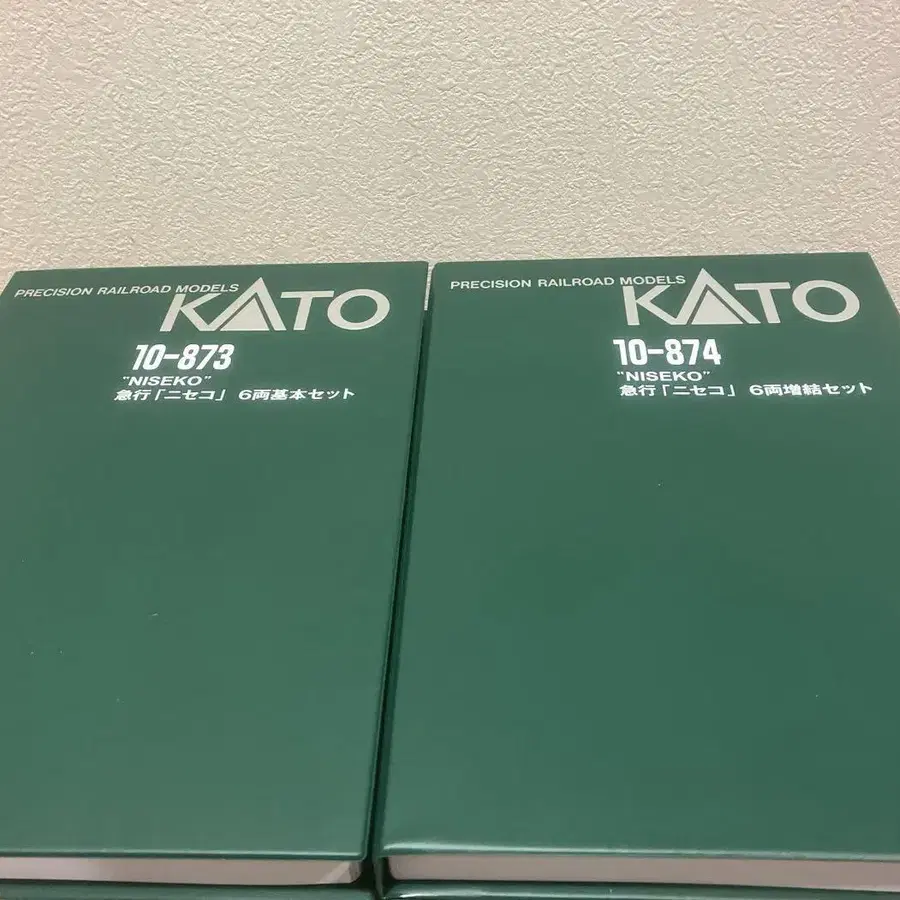 PRECISION RAILROAD MODELS
KATO
10-873
"NISEKO"
急行「ニセコ」 6両基本セット
PRECISION RAILROAD MODELS
KATO
10-874
"NISEKO"
急行「ニセコ」 6両増結セット